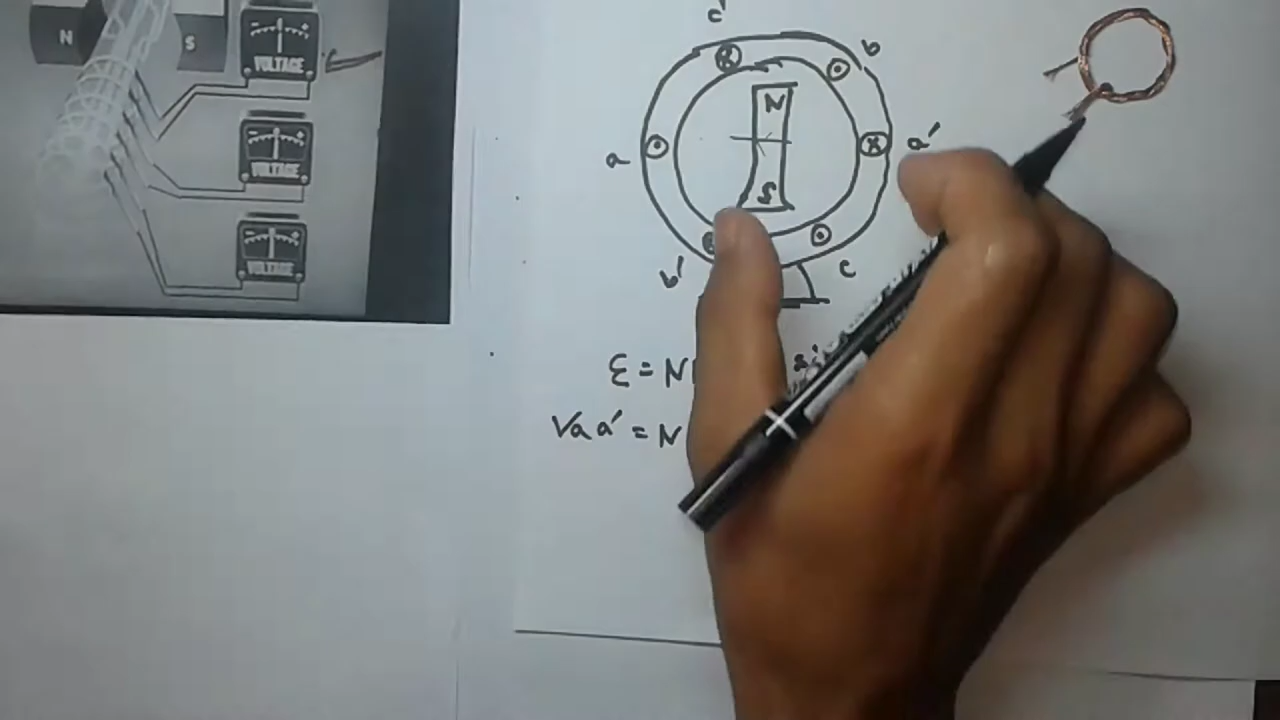 N
S
VOLTAGE
VOLTAGE
VOLTAGE
c'
b
N
a
a'
S
b'
c
Ɛ = N
Vaa' = N